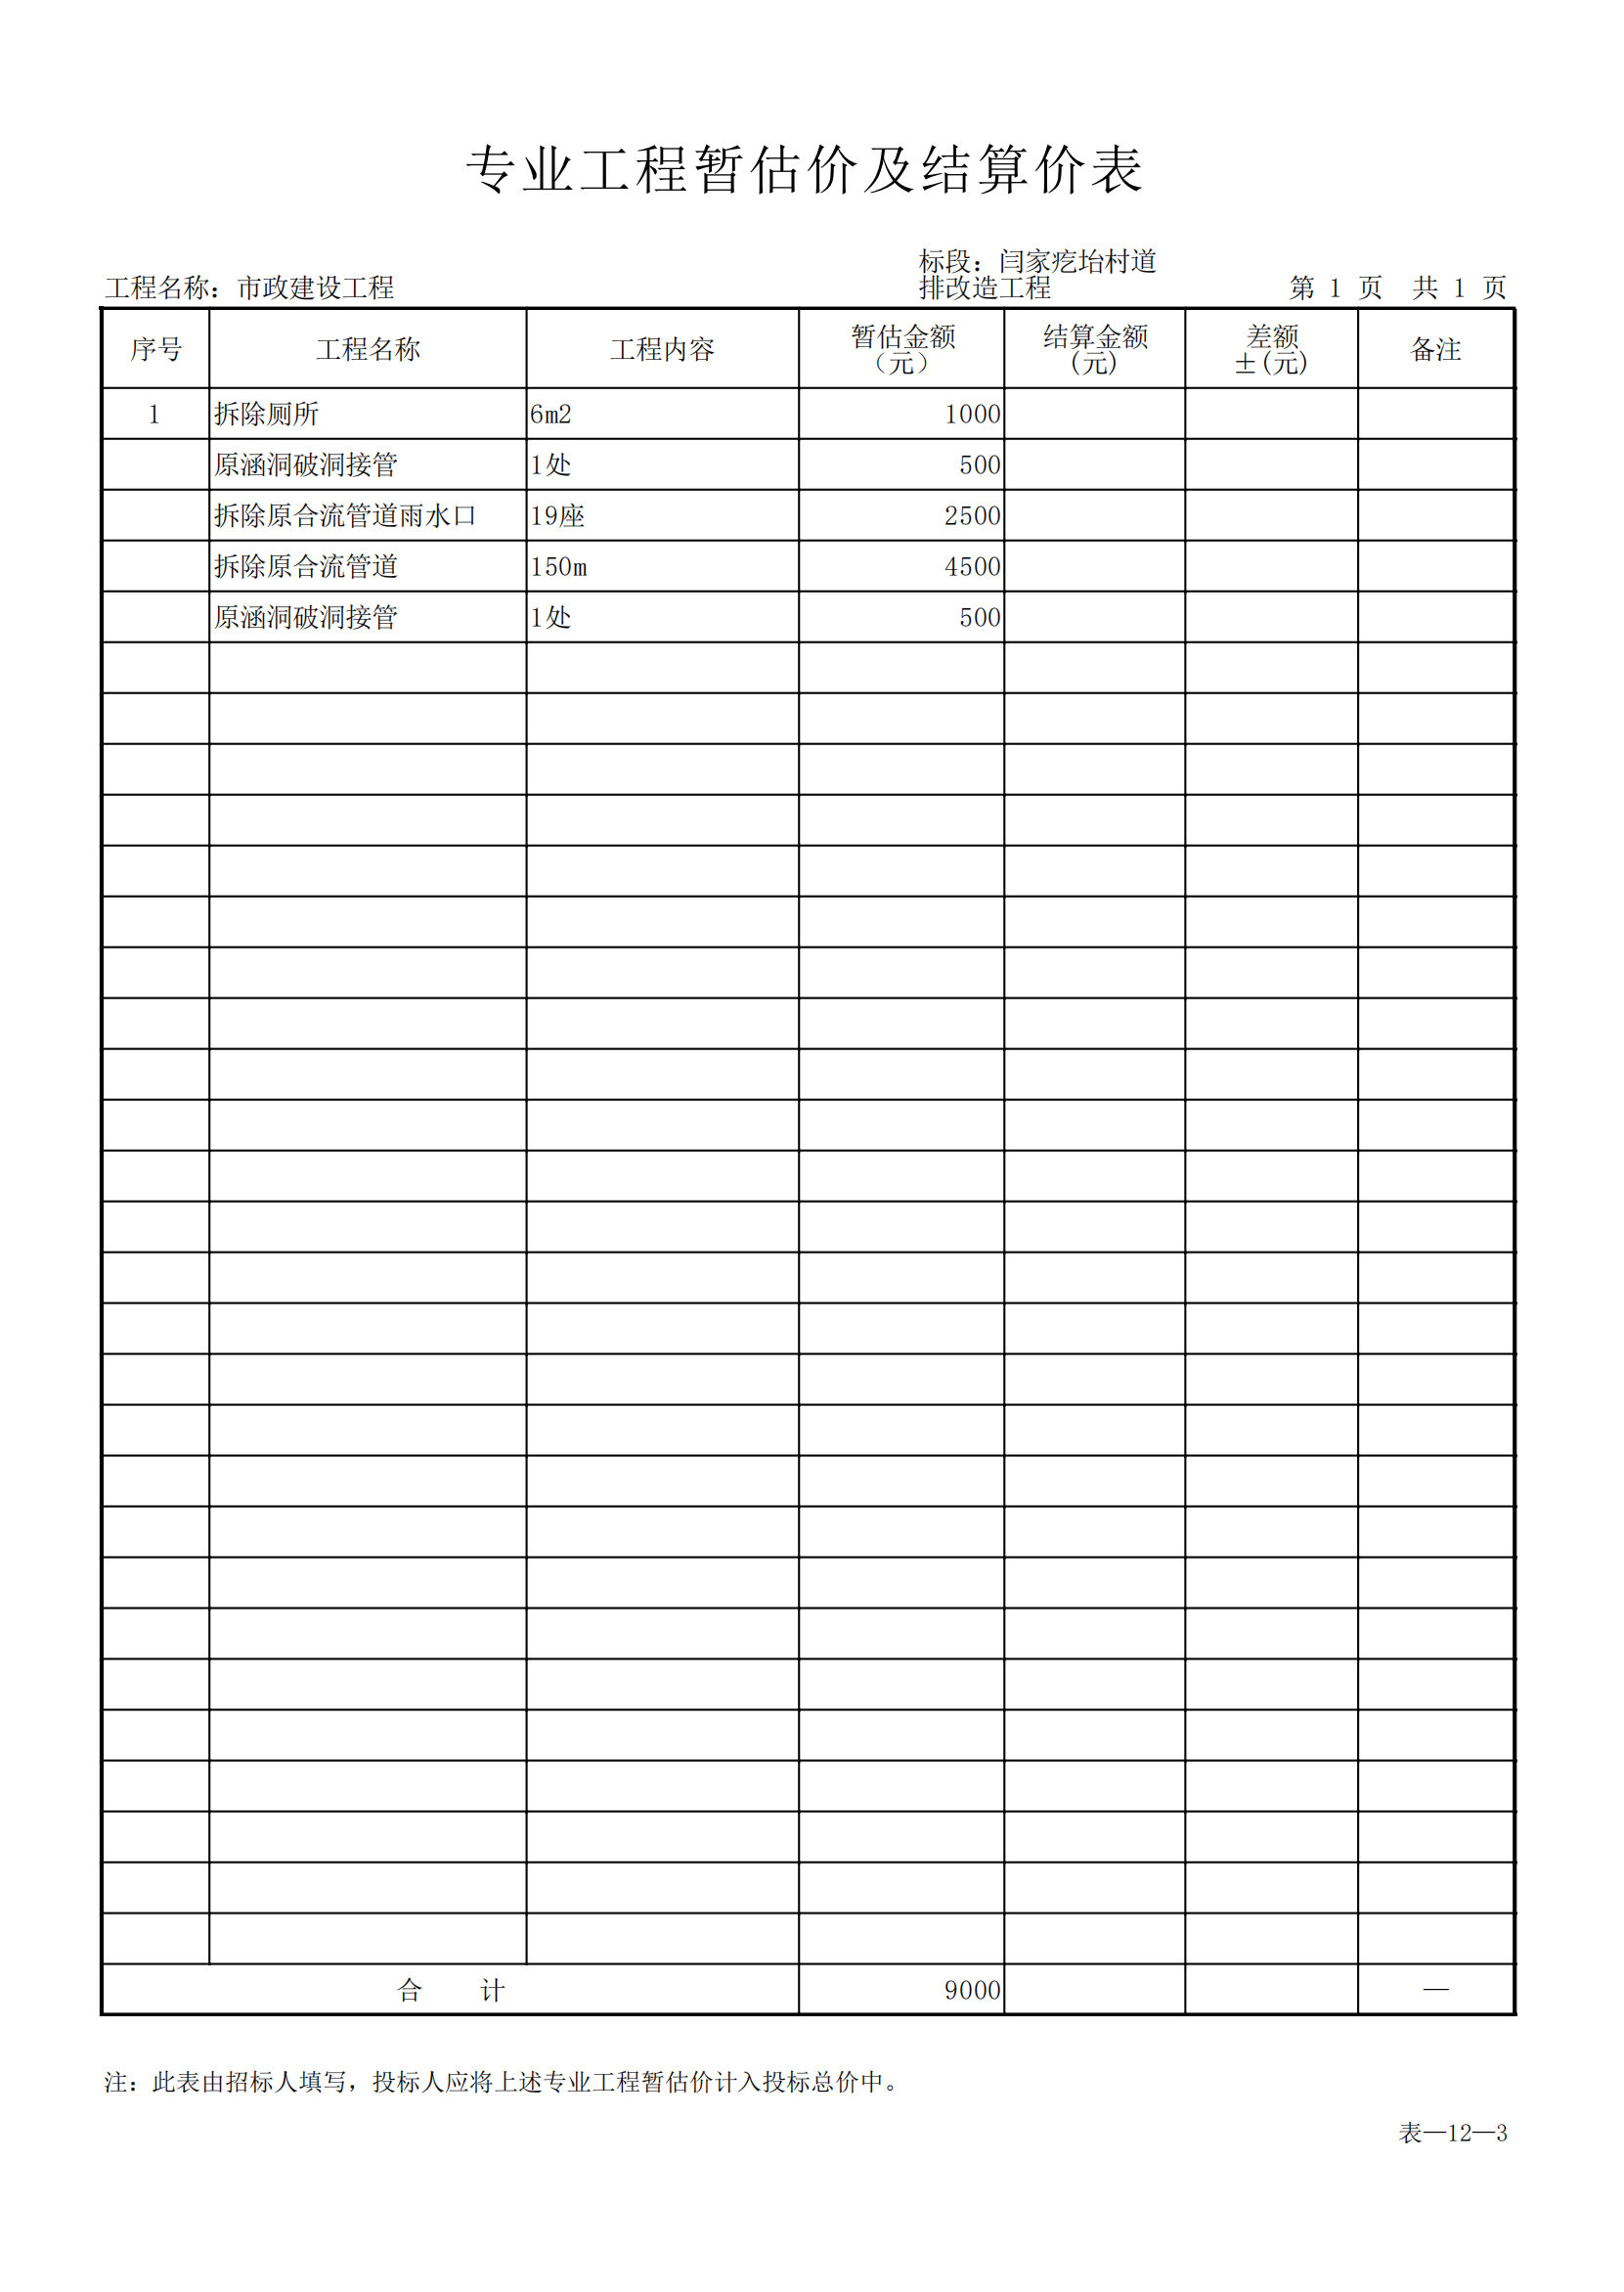 专业工程暂估价及结算价表
标段：闫家疙坮村道
工程名称：市政建设工程 排改造工程 第 1 页 共 1 页
序号 工程名称 工程内容 暂估金额（元） 结算金额(元) 差额±(元) 备注
1 拆除厕所 6m2 1000
原涵洞破洞接管 1处 500
拆除原合流管道雨水口 19座 2500
拆除原合流管道 150m 4500
原涵洞破洞接管 1处 500
合 计 9000 —
注：此表由招标人填写，投标人应将上述专业工程暂估价计入投标总价中。
表—12—3